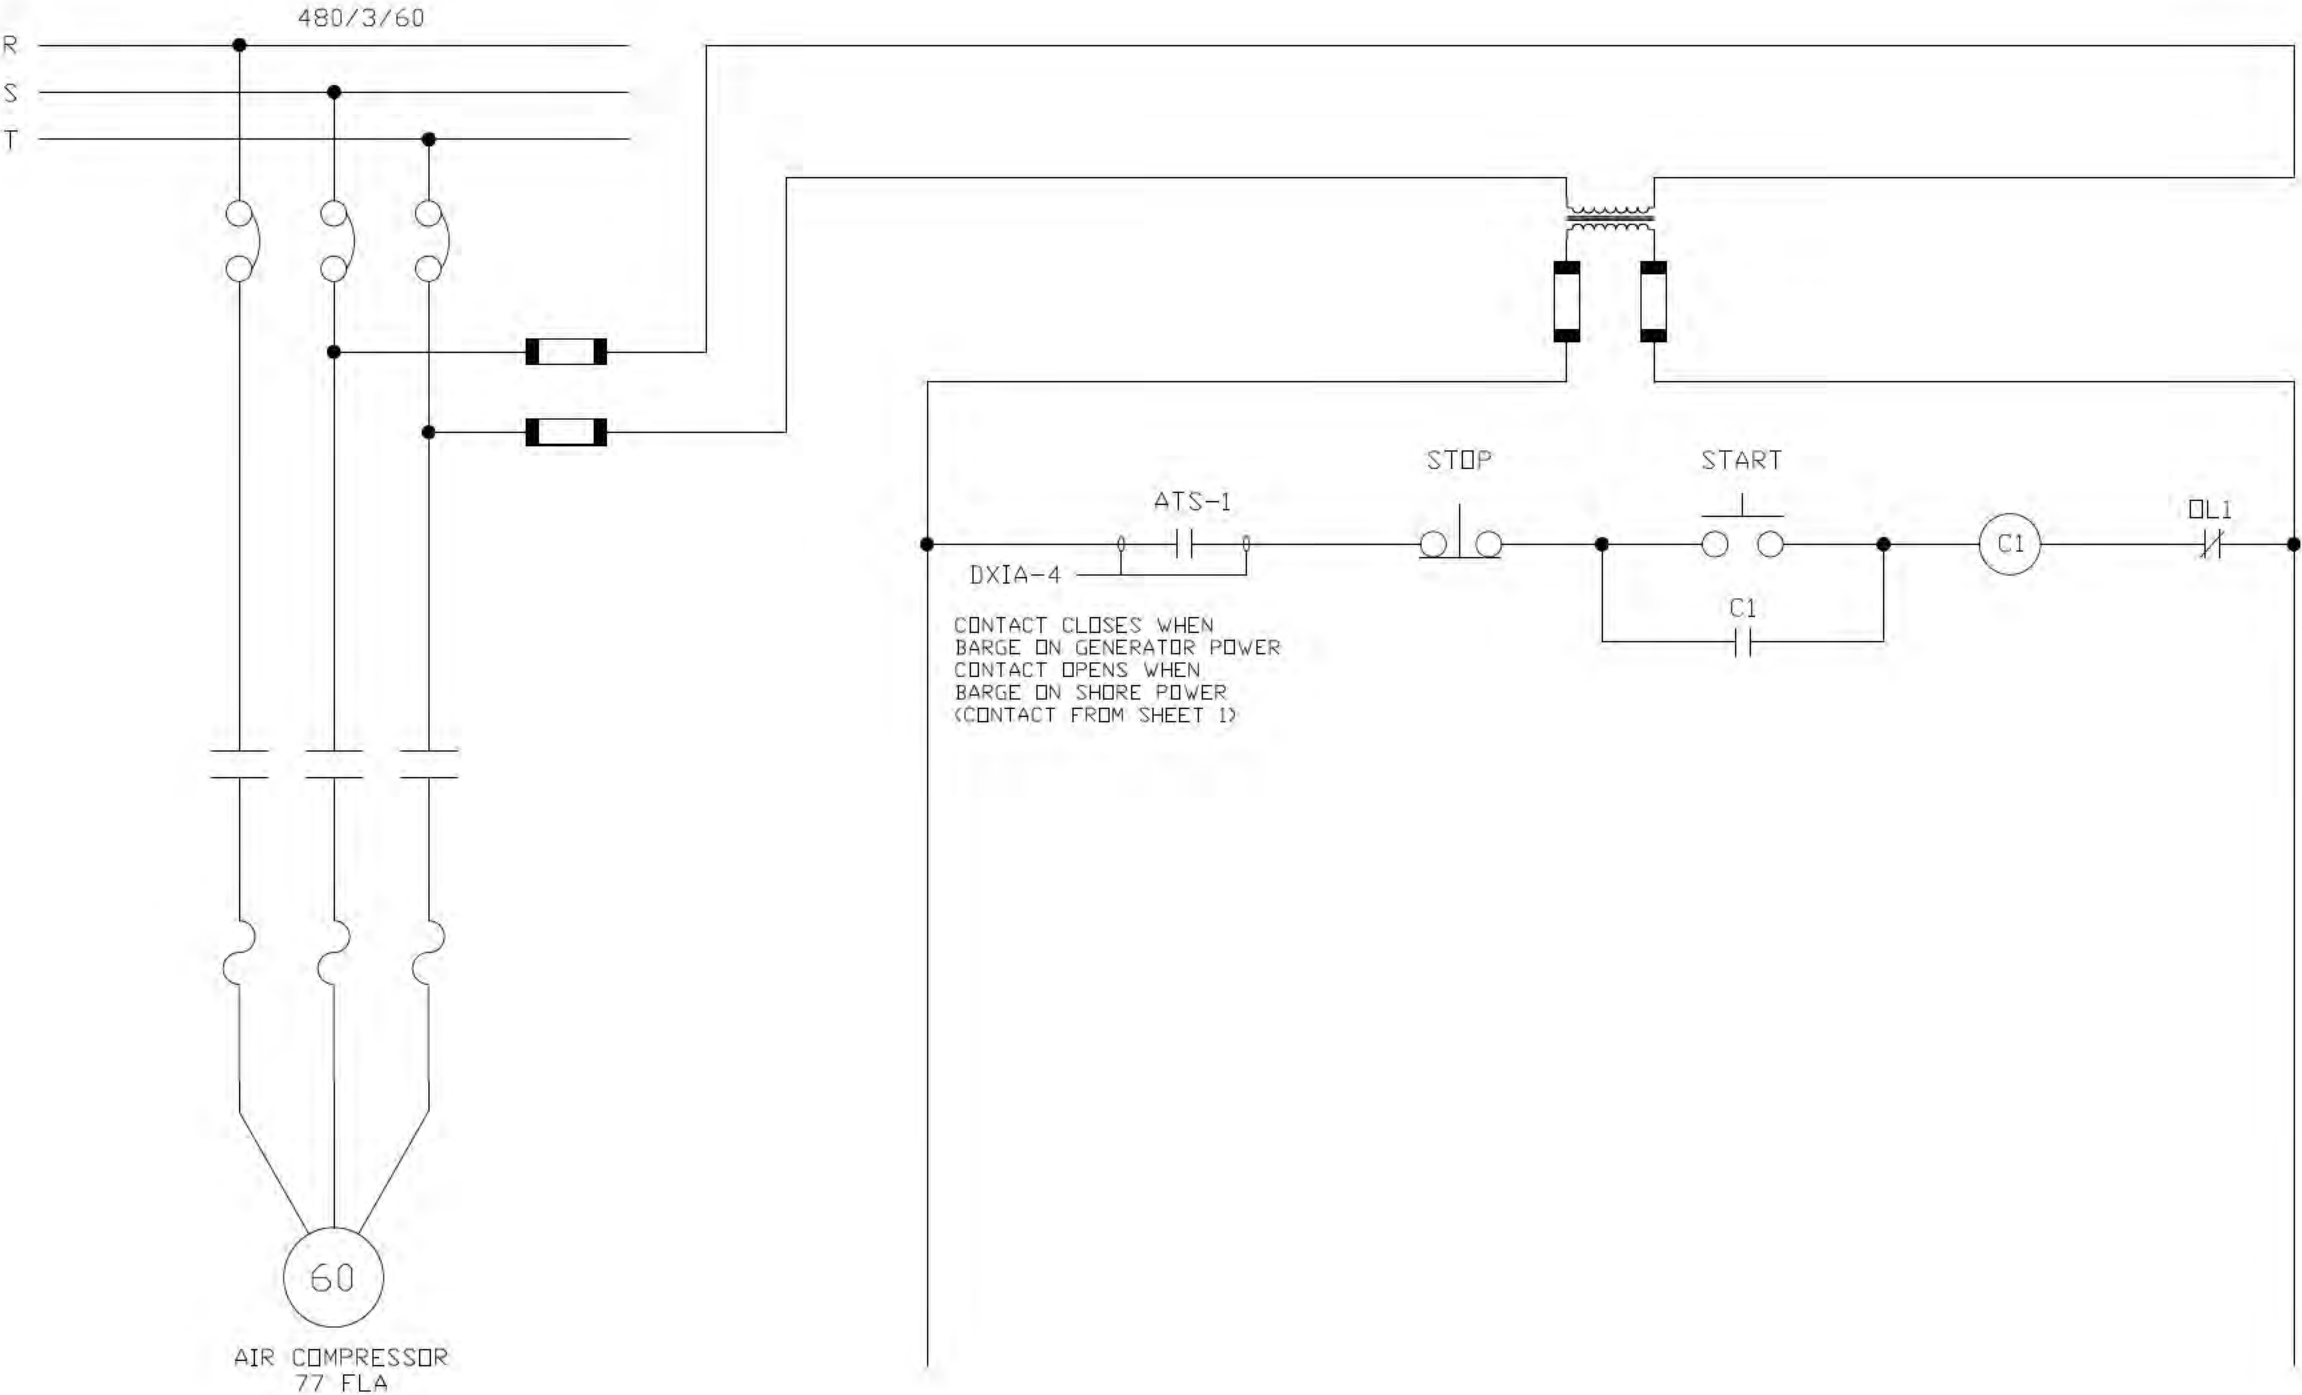 480/3/60
R
S
T
STOP
START
ATS-1
OL1
C1
DXIA-4
C1
CONTACT CLOSES WHEN
BARGE ON GENERATOR POWER
CONTACT OPENS WHEN
BARGE ON SHORE POWER
(CONTACT FROM SHEET 1)
60
AIR COMPRESSOR
77 FLA